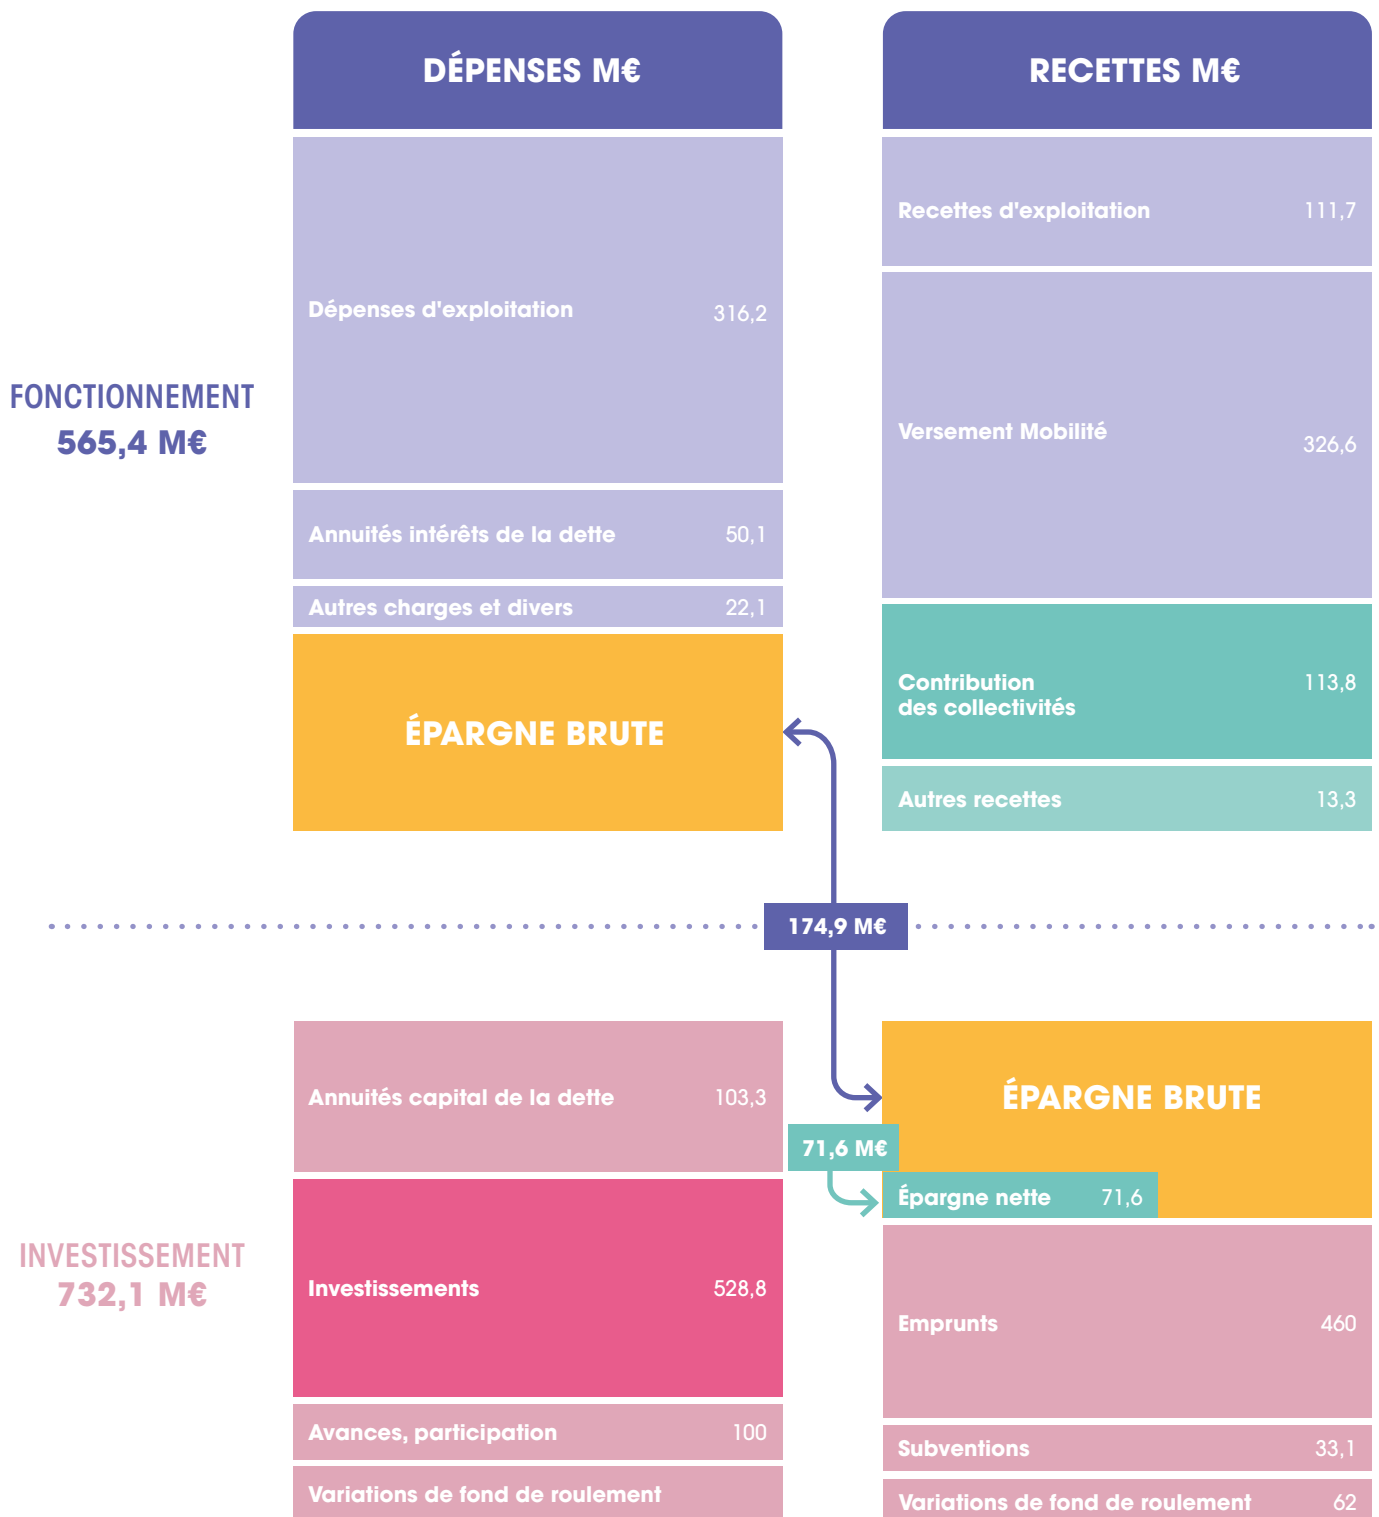 DÉPENSES M€
RECETTES M€
FONCTIONNEMENT
565,4 M€
Dépenses d'exploitation 316,2
Annuités intérêts de la dette 50,1
Autres charges et divers 22,1
ÉPARGNE BRUTE
Recettes d'exploitation 111,7
Versement Mobilité 326,6
Contribution 113,8
des collectivités
Autres recettes 13,3
174,9 M€
INVESTISSEMENT
732,1 M€
Annuités capital de la dette 103,3
Investissements 528,8
Avances, participation 100
Variations de fond de roulement
ÉPARGNE BRUTE
71,6 M€
Épargne nette 71,6
Emprunts 460
Subventions 33,1
Variations de fond de roulement 62